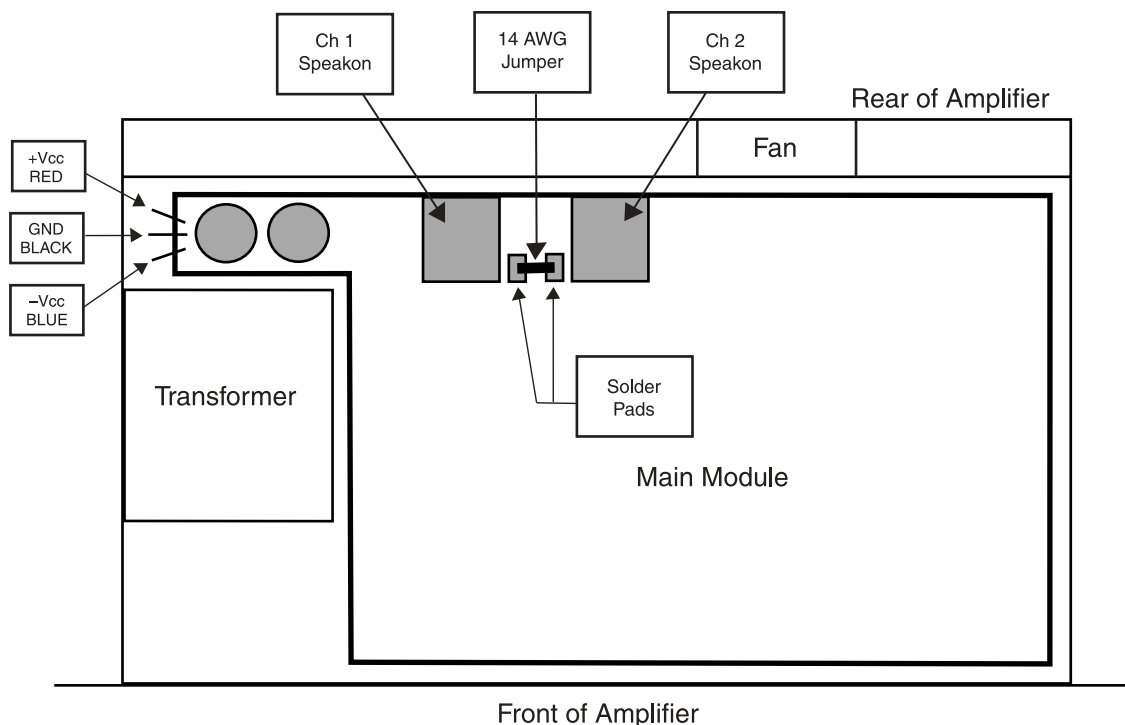 Ch 1
Speakon
14 AWG
Jumper
Ch 2
Speakon
Rear of Amplifier
Fan
+Vcc
RED
GND
BLACK
–Vcc
BLUE
Transformer
Solder
Pads
Main Module
Front of Amplifier